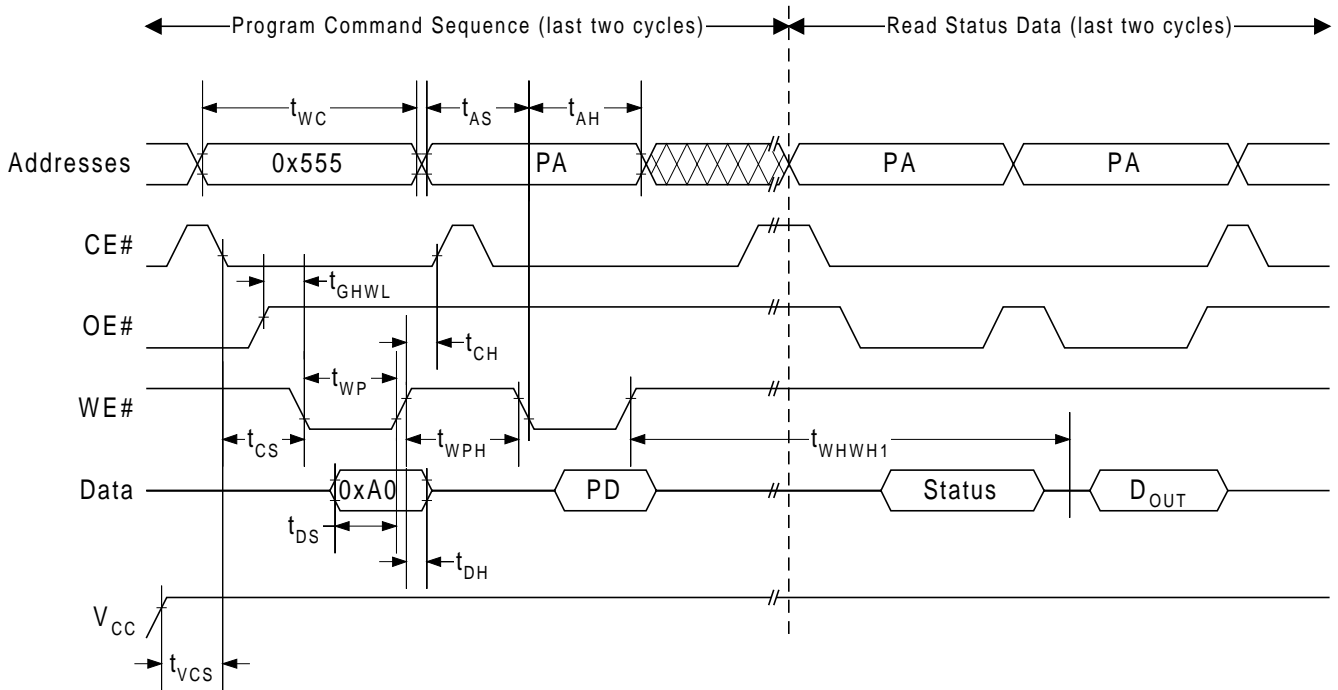 Program Command Sequence (last two cycles) Read Status Data (last two cycles)
tWC tAS tAH
Addresses 0x555 PA PA PA
CE#
tGHWL
OE#
tCH
tWP
WE#
tCS tWPH tWHWH1
Data 0xA0 PD Status DOUT
tDS
tDH
VCC
tVCS